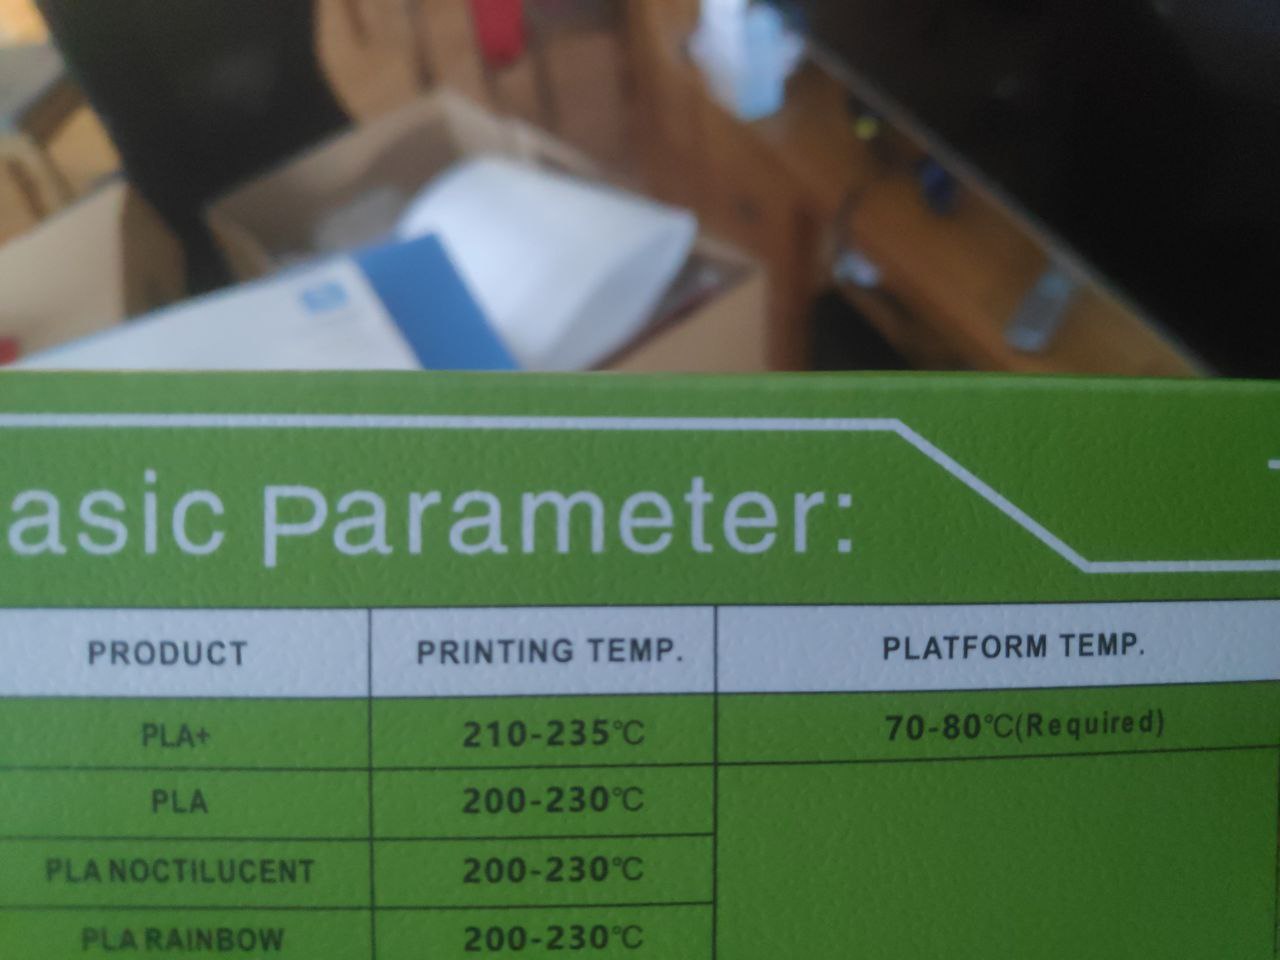 asic Parameter:
PRODUCT PRINTING TEMP. PLATFORM TEMP.
PLA+ 210-235℃ 70-80℃(Required)
PLA 200-230℃
PLA NOCTILUCENT 200-230℃
PLA RAINBOW 200-230℃